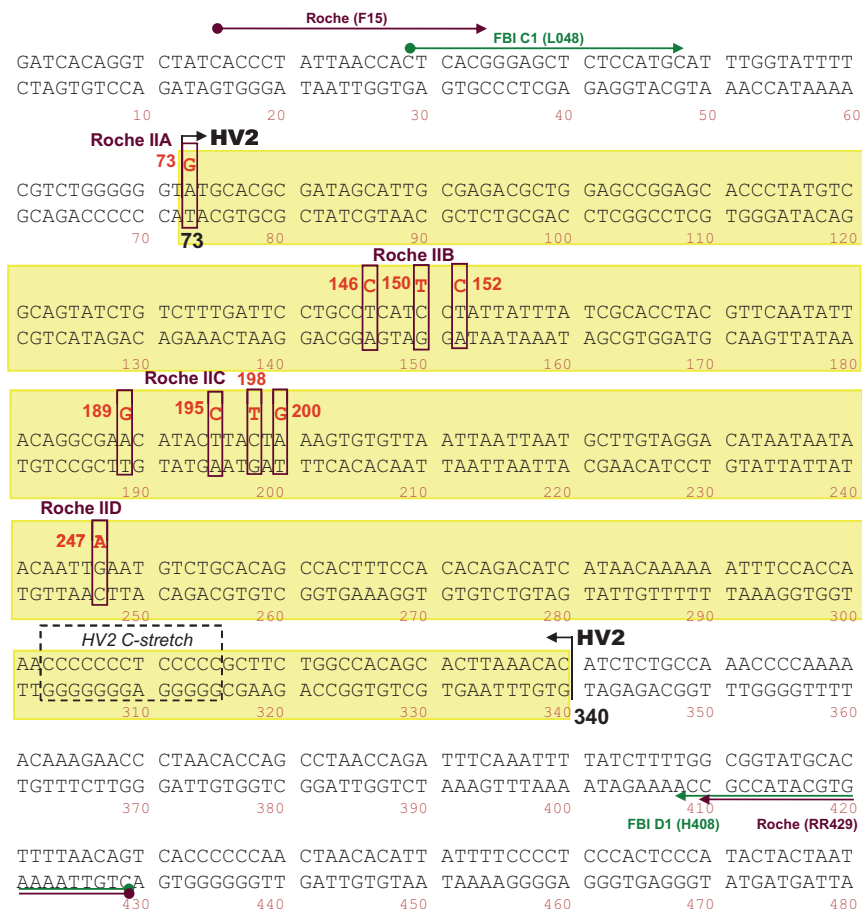 Roche (F15)
FBI C1 (L048)
GATCACAGGT CTATCACCCT ATTAACCACT CACGGGAGCT CTCCATGCAT TTGGTATTTT
CTAGTGTCCA GATAGTGGGA TAATTGGTGA GTGCCCTCGA GAGGTACGTA AACCATAAAA
10 20 30 40 50 60
Roche IIA HV2
73 G
CGTCTGGGGG GTATGCACGC GATAGCATTG CGAGACGCTG GAGCCGGAGC ACCCTATGTC
GCAGACCCCC CATACGTGCG CTATCGTAAC GCTCTGCGAC CTCGGCCTCG TGGGATACAG
70 73 80 90 100 110 120
Roche IIB
146 C 150 T C 152
GCAGTATCTG TCTTTGATTC CTGCCTCATC CTATTATTTA TCGCACCTAC GTTCAATATT
CGTCATAGAC AGAAACTAAG GACGGAGTAG GATAATAAAT AGCGTGGATG CAAGTTATAA
130 140 150 160 170 180
Roche IIC 198
189 G 195 C T G 200
ACAGGCGAAC ATACTTACTA AAGTGTGTTA ATTAATTAAT GCTTGTAGGA CATAATAATA
TGTCCGCTTG TATGAATGAT TTCACACAAT TAATTAATTA CGAACATCCT GTATTATTAT
190 200 210 220 230 240
Roche IID
247 A
ACAATTGAAT GTCTGCACAG CCACTTTCCA CACAGACATC ATAACAAAAA ATTTCCACCA
TGTTAACTTA CAGACGTGTC GGTGAAAGGT GTGTCTGTAG TATTGTTTTT TAAAGGTGGT
250 260 270 280 290 300
HV2 C-stretch HV2
AACCCCCCCT CCCCCGCTTC TGGCCACAGC ACTTAAACAC ATCTCTGCCA AACCCCAAAA
TTGGGGGGGA GGGGGCGAAG ACCGGTGTCG TGAATTTGTG TAGAGACGGT TTGGGGTTTT
310 320 330 340 340 350 360
ACAAAGAACC CTAACACCAG CCTAACCAGA TTTCAAATTT TATCTTTTGG CGGTATGCAC
TGTTTCTTGG GATTGTGGTC GGATTGGTCT AAAGTTTAAA ATAGAAAACC GCCATACGTG
370 380 390 400 410 420
FBI D1 (H408) Roche (RR429)
TTTTAACAGT CACCCCCCAA CTAACACATT ATTTTCCCCT CCCACTCCCA TACTACTAAT
AAAATTGTCA GTGGGGGGTT GATTGTGTAA TAAAAGGGGA GGGTGAGGGT ATGATGATTA
430 440 450 460 470 480